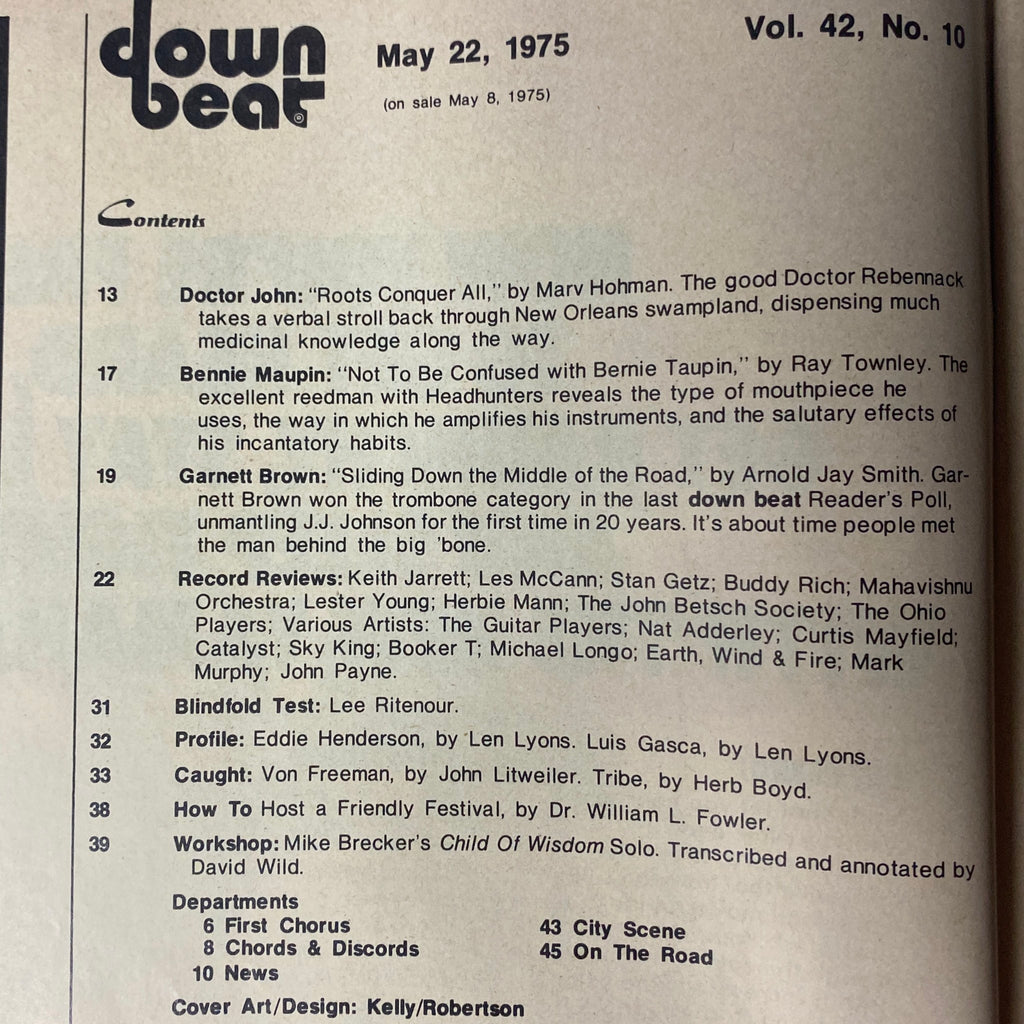 down beat®
May 22, 1975
Vol. 42, No. 10
(on sale May 8, 1975)
Contents
13 Doctor John: “Roots Conquer All,” by Marv Hohman. The good Doctor Rebennack
takes a verbal stroll back through New Orleans swampland, dispensing much
medicinal knowledge along the way.
17 Bennie Maupin: “Not To Be Confused with Bernie Taupin,” by Ray Townley. The
excellent reedman with Headhunters reveals the type of mouthpiece he
uses, the way in which he amplifies his instruments, and the salutary effects of
his incantatory habits.
19 Garnett Brown: “Sliding Down the Middle of the Road,” by Arnold Jay Smith. Gar-
nett Brown won the trombone category in the last down beat Reader's Poll,
unmantling J.J. Johnson for the first time in 20 years. It's about time people met
the man behind the big 'bone.
22 Record Reviews: Keith Jarrett; Les McCann; Stan Getz; Buddy Rich; Mahavishnu
Orchestra; Lester Young; Herbie Mann; The John Betsch Society; The Ohio
Players; Various Artists: The Guitar Players; Nat Adderley; Curtis Mayfield;
Catalyst; Sky King; Booker T; Michael Longo; Earth, Wind & Fire; Mark
Murphy; John Payne.
31 Blindfold Test: Lee Ritenour.
32 Profile: Eddie Henderson, by Len Lyons. Luis Gasca, by Len Lyons.
33 Caught: Von Freeman, by John Litweiler. Tribe, by Herb Boyd.
38 How To Host a Friendly Festival, by Dr. William L. Fowler.
39 Workshop: Mike Brecker's Child Of Wisdom Solo. Transcribed and annotated by
David Wild.
Departments
6 First Chorus
8 Chords & Discords
10 News
43 City Scene
45 On The Road
Cover Art/Design: Kelly/Robertson